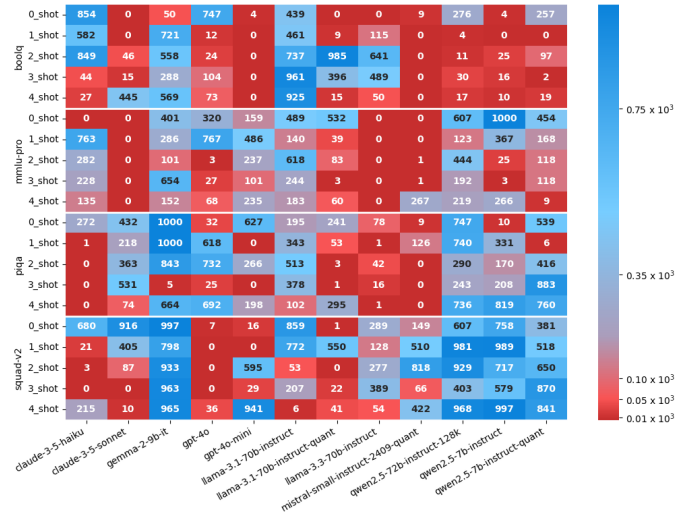 0_shot 854 0 50 747 4 439 0 0 9 276 4 257
1_shot 582 0 721 12 0 461 9 115 0 4 0 0
boolq 2_shot 849 46 558 24 0 737 985 641 0 11 25 97
3_shot 44 15 288 104 0 961 396 489 0 30 16 2
4_shot 27 445 569 73 0 925 15 50 0 17 10 19
0_shot 0 0 401 320 159 489 532 0 0 607 1000 454
1_shot 763 0 286 767 486 140 39 0 0 123 367 168
mmlu-pro 2_shot 282 0 101 3 237 618 83 0 1 444 25 118
3_shot 228 0 654 27 101 244 3 0 1 192 3 118
4_shot 135 0 152 68 235 183 60 0 267 219 266 9
0_shot 272 432 1000 32 627 195 241 78 9 747 10 539
1_shot 1 218 1000 618 0 343 53 1 126 740 331 6
piqa 2_shot 0 363 843 732 266 513 3 42 0 290 170 416
3_shot 0 531 5 25 0 378 1 16 0 243 208 883
4_shot 0 74 664 692 198 102 295 1 0 736 819 760
0_shot 680 916 997 7 16 859 1 289 149 607 758 381
1_shot 21 405 798 0 0 772 550 128 510 981 989 518
squad-v2 2_shot 3 87 933 0 595 53 0 277 818 929 717 650
3_shot 0 0 963 0 29 207 22 389 66 403 579 870
4_shot 215 10 965 36 941 6 41 54 422 968 997 841
claude-3-5-haiku
claude-3-5-sonnet
gemma-2-9b-it
gpt-4o
gpt-4o-mini
llama-3.1-70b-instruct
llama-3.1-70b-instruct-quant
llama-3.3-70b-instruct
mistral-small-instruct-2409-quant
qwen2.5-72b-instruct-128k
qwen2.5-7b-instruct
qwen2.5-7b-instruct-quant
0.75 x 10³
0.35 x 10³
0.10 x 10³
0.05 x 10³
0.01 x 10³